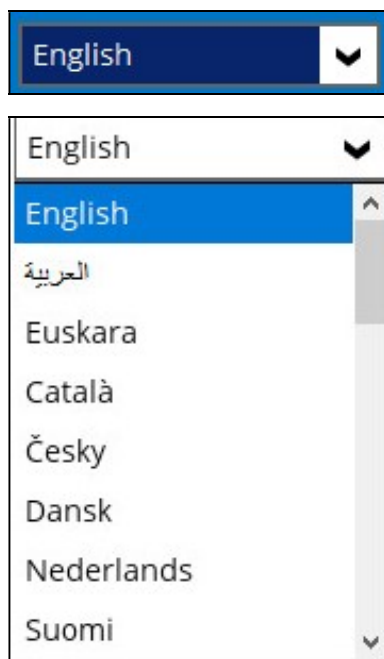 English
English
English
العربية
Euskara
Català
Česky
Dansk
Nederlands
Suomi